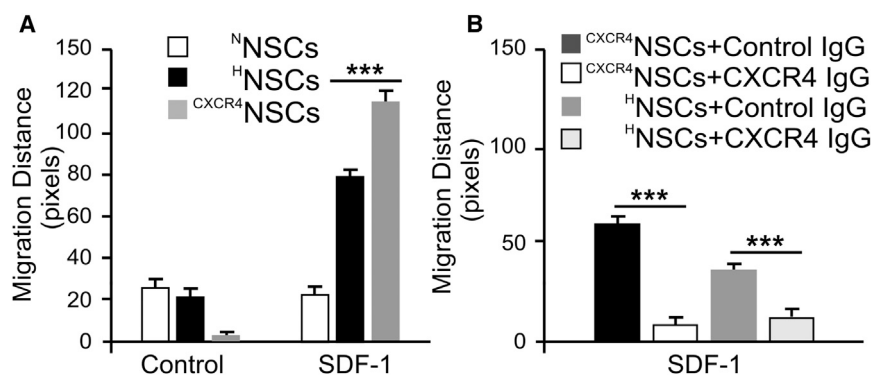 A
150
120
100
80
60
40
20
0
Migration Distance
(pixels)
NNSCs
HNSCs
CXCR4NSCs
***
Control
SDF-1
B
150
100
50
0
Migration Distance
(pixels)
CXCR4NSCs+Control IgG
CXCR4NSCs+CXCR4 IgG
HNSCs+Control IgG
HNSCs+CXCR4 IgG
***
***
SDF-1